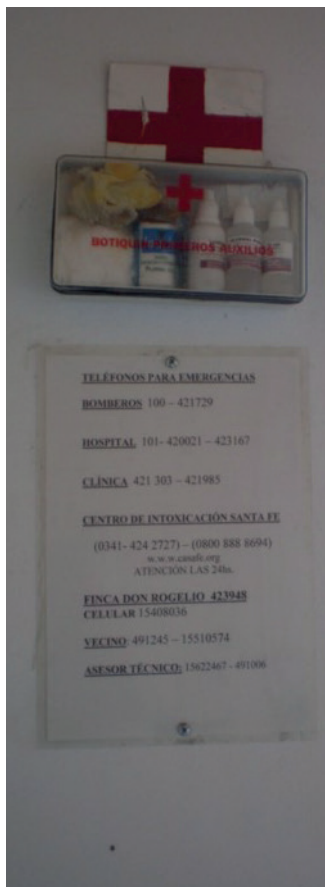 BOTIQUIN PRIMEROS AUXILIOS
TELÉFONOS PARA EMERGENCIAS
BOMBEROS 100 – 421729
HOSPITAL 101- 420021 – 423167
CLÍNICA 421 303 – 421985
CENTRO DE INTOXICACIÓN SANTA FE
(0341- 424 2727) – (0800 888 8694)
w.w.w.casafe.org
ATENCIÓN LAS 24hs.
FINCA DON ROGELIO 423948
CELULAR 15408036
VECINO: 491245 – 15510574
ASESOR TÉCNICO: 15622467 - 491006